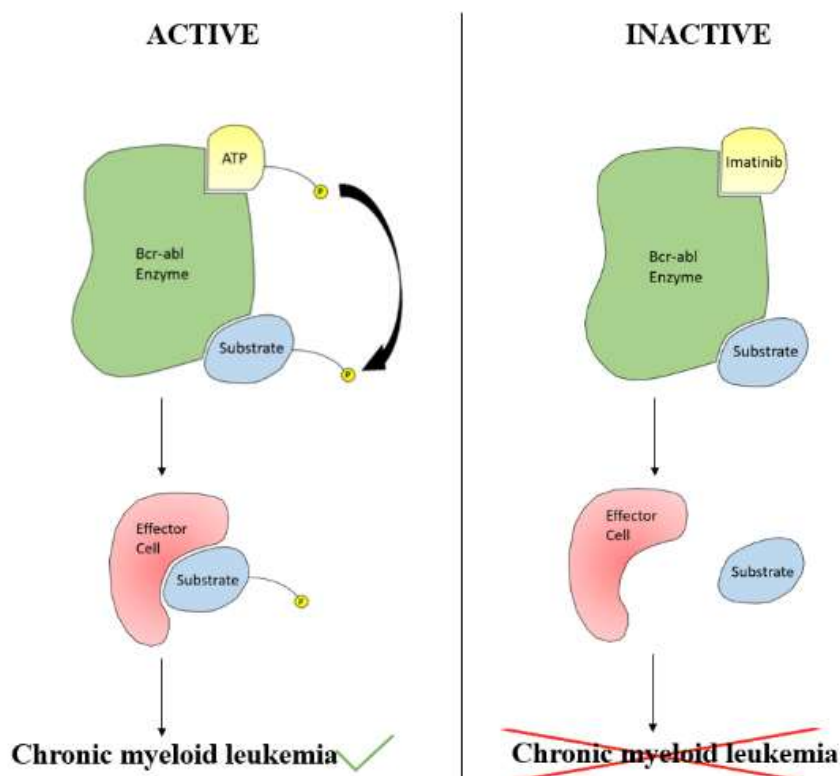 ACTIVE
ATP
P
Bcr-abl
Enzyme
Substrate
P
Effector
Cell
Substrate
P
Chronic myeloid leukemia
INACTIVE
Imatinib
Bcr-abl
Enzyme
Substrate
Effector
Cell
Substrate
Chronic myeloid leukemia